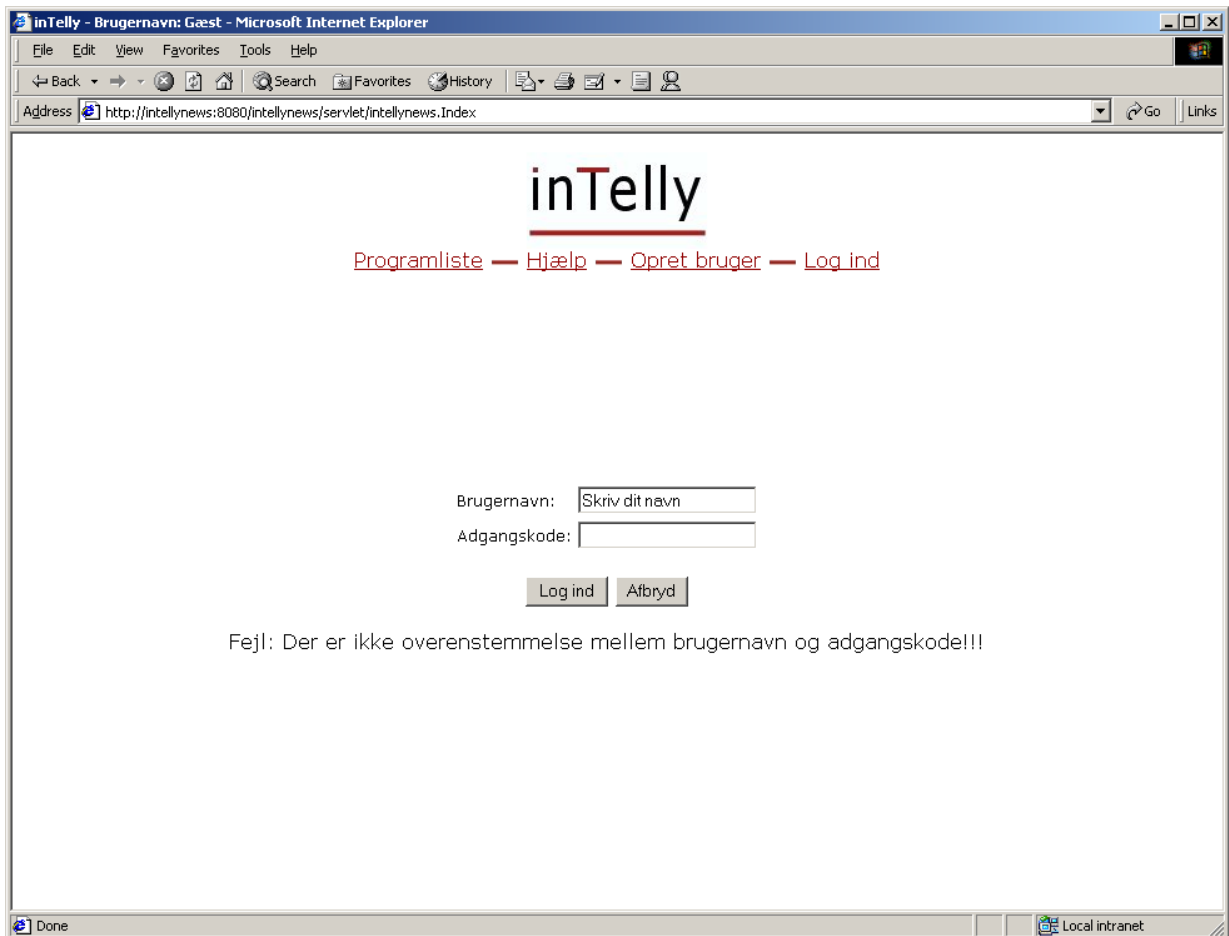 inTelly - Brugernavn: Gæst - Microsoft Internet Explorer
File Edit View Favorites Tools Help
Back Search Favorites History
Address http://intellynews:8080/intellynews/servlet/intellynews.Index Go Links
inTelly
Programliste — Hjælp — Opret bruger — Log ind
Brugernavn: Skriv dit navn
Adgangskode:
Log ind Afbryd
Fejl: Der er ikke overenstemmelse mellem brugernavn og adgangskode!!!
Done Local intranet